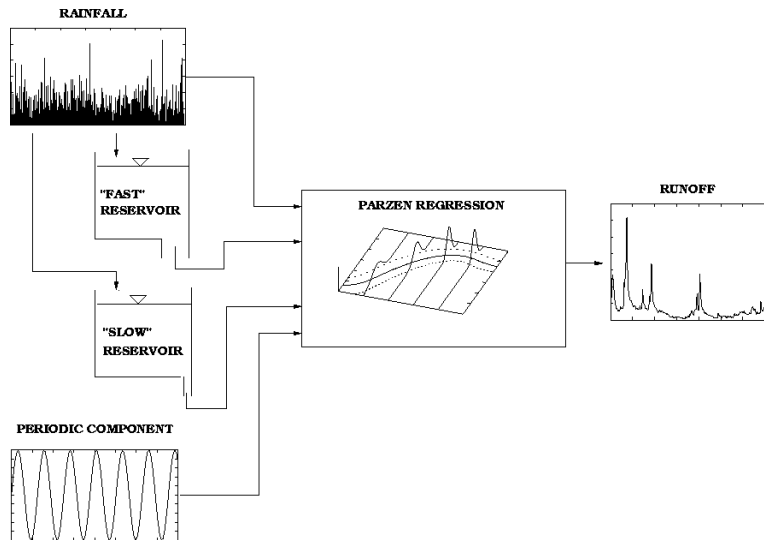 RAINFALL
"FAST"
RESERVOIR
PARZEN REGRESSION
RUNOFF
"SLOW"
RESERVOIR
PERIODIC COMPONENT